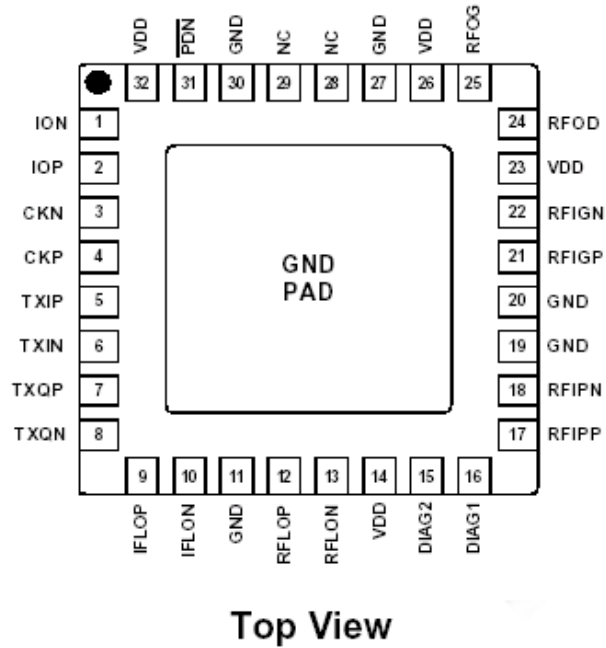 VDD PDN GND NC NC GND VDD RFOG
32 31 30 29 28 27 26 25
ION 1 24 RFOD
IOP 2 23 VDD
CKN 3 22 RFIGN
CKP 4 21 RFIGP
GND
PAD
TXIP 5 20 GND
TXIN 6 19 GND
TXQP 7 18 RFIPN
TXQN 8 17 RFIPP
9 10 11 12 13 14 15 16
IFLOP IFLON GND RFLOP RFLON VDD DIAG2 DIAG1
Top View